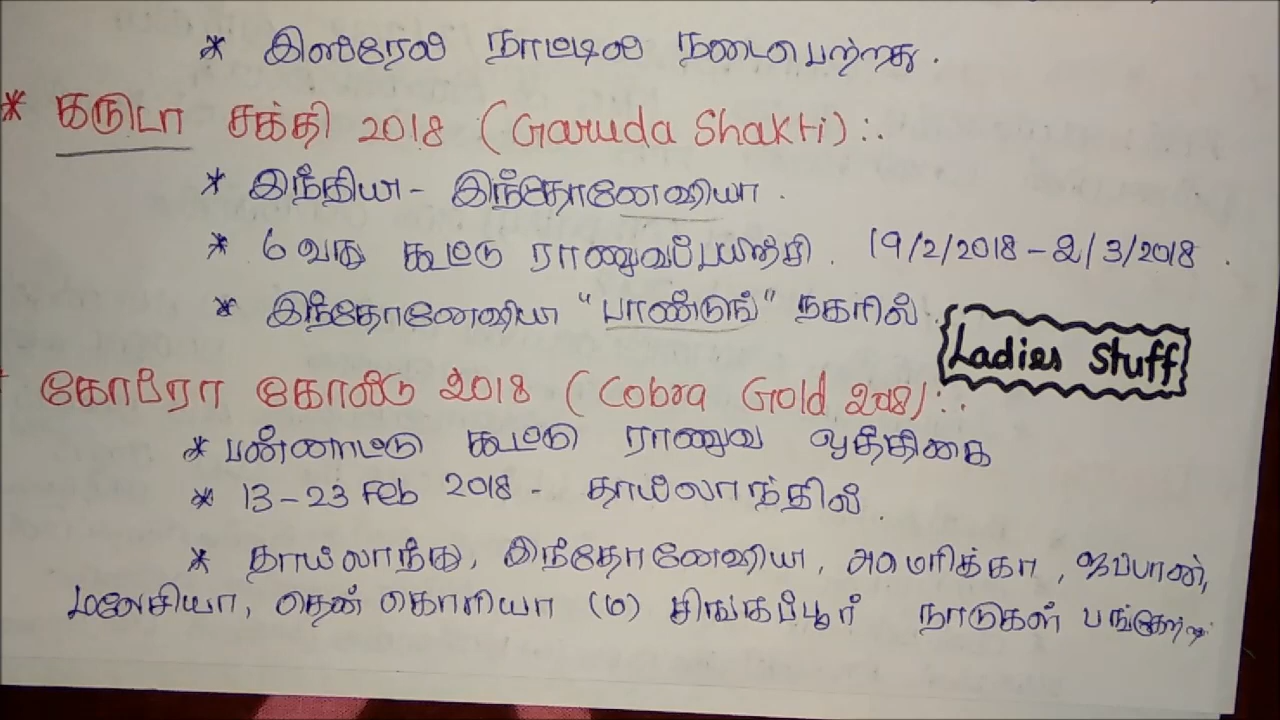 * இஸ்ரேல் நாட்டில் நடைபெற்றது.
* கருடா சக்தி 2018 (Garuda Shakti):.
* இந்தியா - இந்தோனேஷியா.
* 6 வது கூட்டு ராணுவப்பயிற்சி. 19/2/2018 - 2/3/2018.
* இந்தோனேஷியா "பாண்டுங்" நகரில்.
Ladies Stuff
கோப்ரா கோல்டு 2018 (Cobra Gold 2018):.
* பன்னாட்டு கூட்டு ராணுவ ஒத்திகை
* 13-23 Feb 2018 - தாய்லாந்தில்.
* தாய்லாந்து, இந்தோனேஷியா, அமெரிக்கா, ஜப்பான்,
மலேசியா, தென் கொரியா (ம) சிங்கப்பூர் நாடுகள்